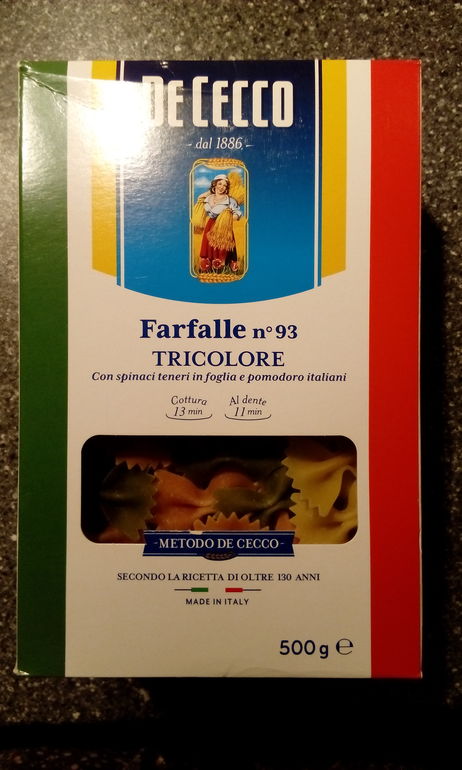 DE CECCO
- dal 1886 -
Farfalle n° 93
TRICOLORE
Con spinaci teneri in foglia e pomodoro italiani
Cottura Al dente
13 min 11 min
- METODO DE CECCO -
SECONDO LA RICETTA DI OLTRE 130 ANNI
MADE IN ITALY
500 g ℮